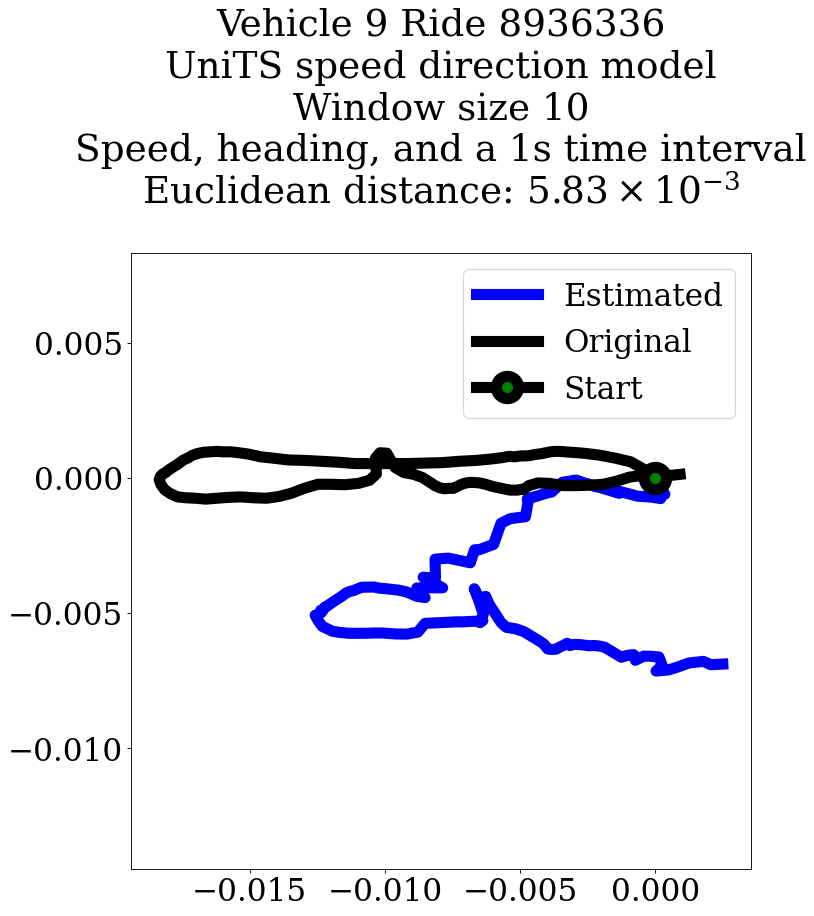 Vehicle 9 Ride 8936336
UniTS speed direction model
Window size 10
Speed, heading, and a 1s time interval
Euclidean distance: 5.83 × 10⁻³
Estimated
Original
Start
0.005
0.000
−0.005
−0.010
−0.015 −0.010 −0.005 0.000